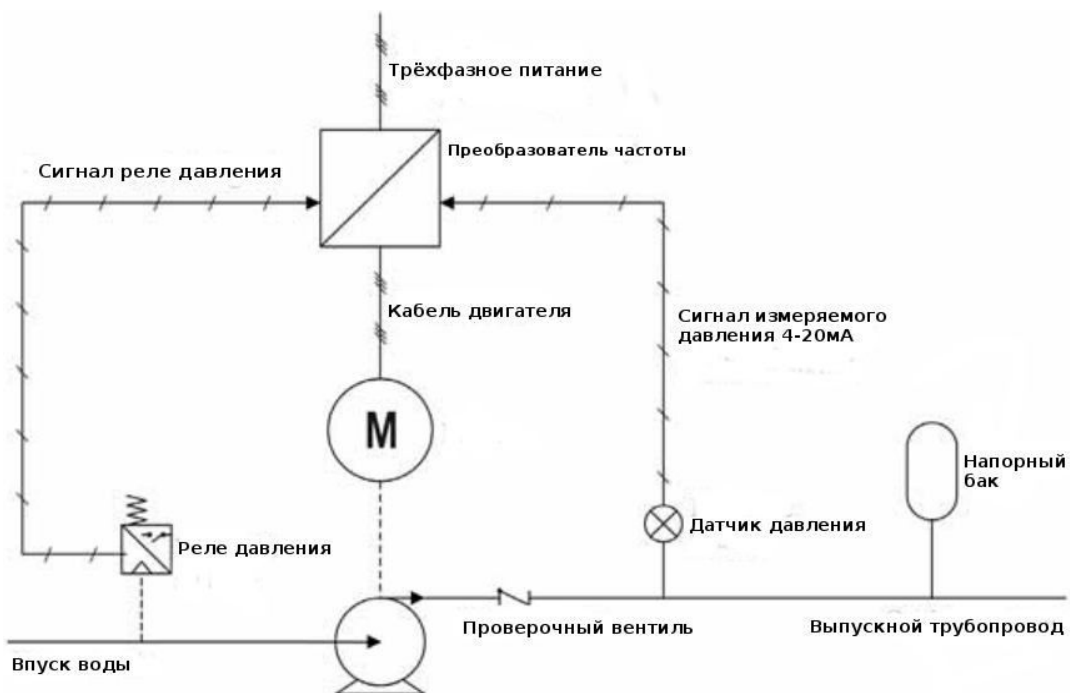 Трёхфазное питание
Преобразователь частоты
Сигнал реле давления
Кабель двигателя
Сигнал измеряемого
давления 4-20мА
М
Напорный
бак
Датчик давления
Реле давления
Проверочный вентиль
Выпускной трубопровод
Впуск воды